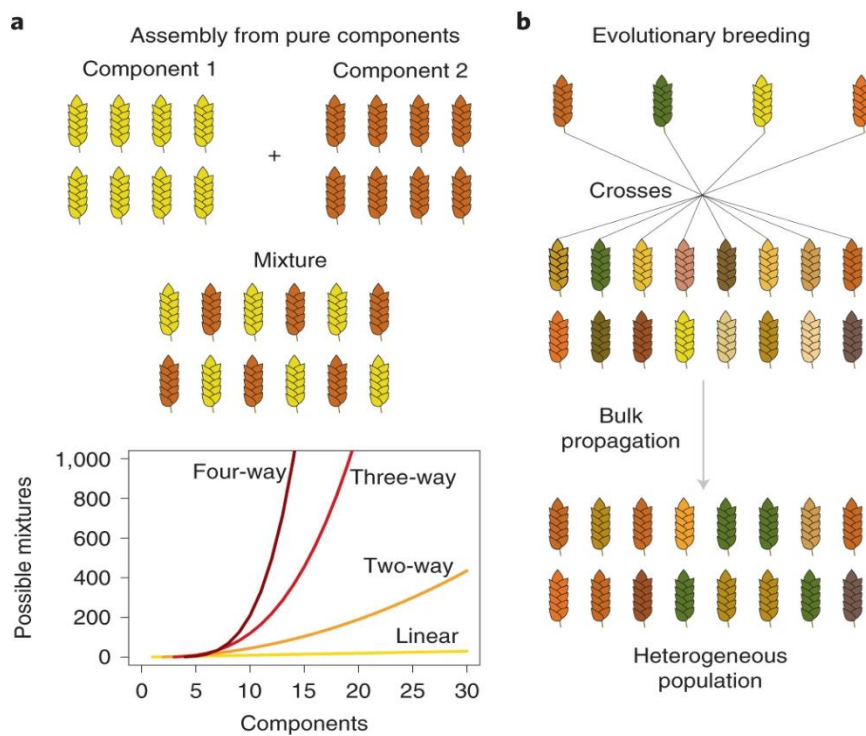 a
Assembly from pure components
Component 1
Component 2
+
Mixture
Possible mixtures
1,000
800
600
400
200
0
Four-way
Three-way
Two-way
Linear
0 5 10 15 20 25 30
Components
b
Evolutionary breeding
Crosses
Bulk
propagation
Heterogeneous
population